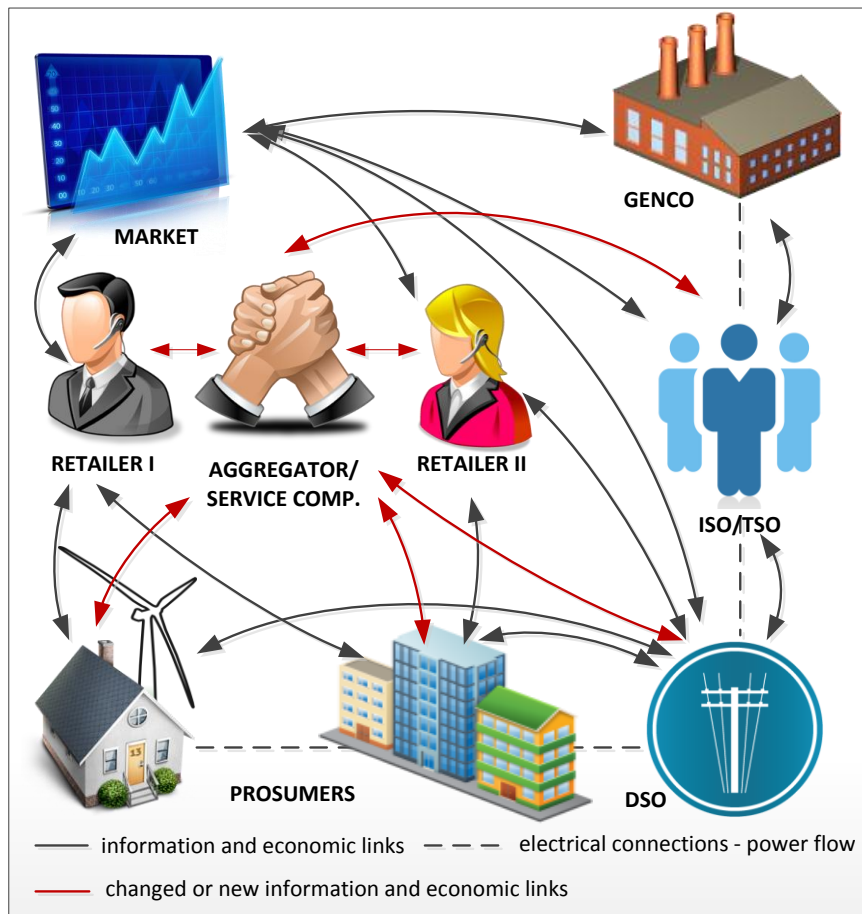 GENCO
MARKET
RETAILER I
AGGREGATOR/
SERVICE COMP.
RETAILER II
ISO/TSO
13
PROSUMERS
DSO
information and economic links
electrical connections - power flow
changed or new information and economic links